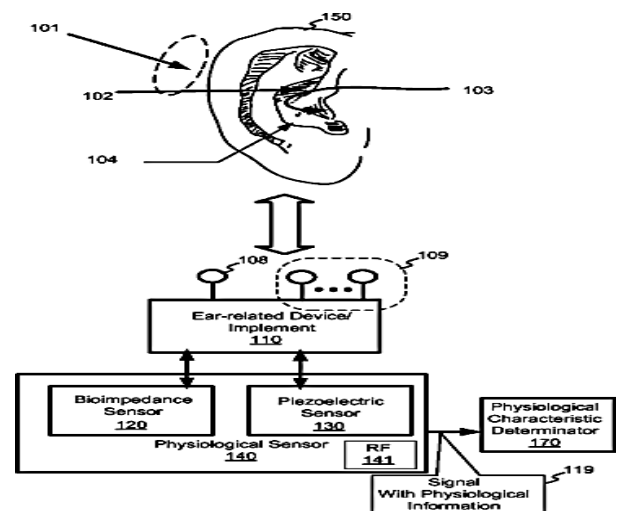 150
101
102
103
104
108
109
Ear-related Device/
Implement
110
Bioimpedance
Sensor
120
Piezoelectric
Sensor
130
Physiological Sensor
140
RF
141
Physiological
Characteristic
Determinator
170
119
Signal
With Physiological
Information